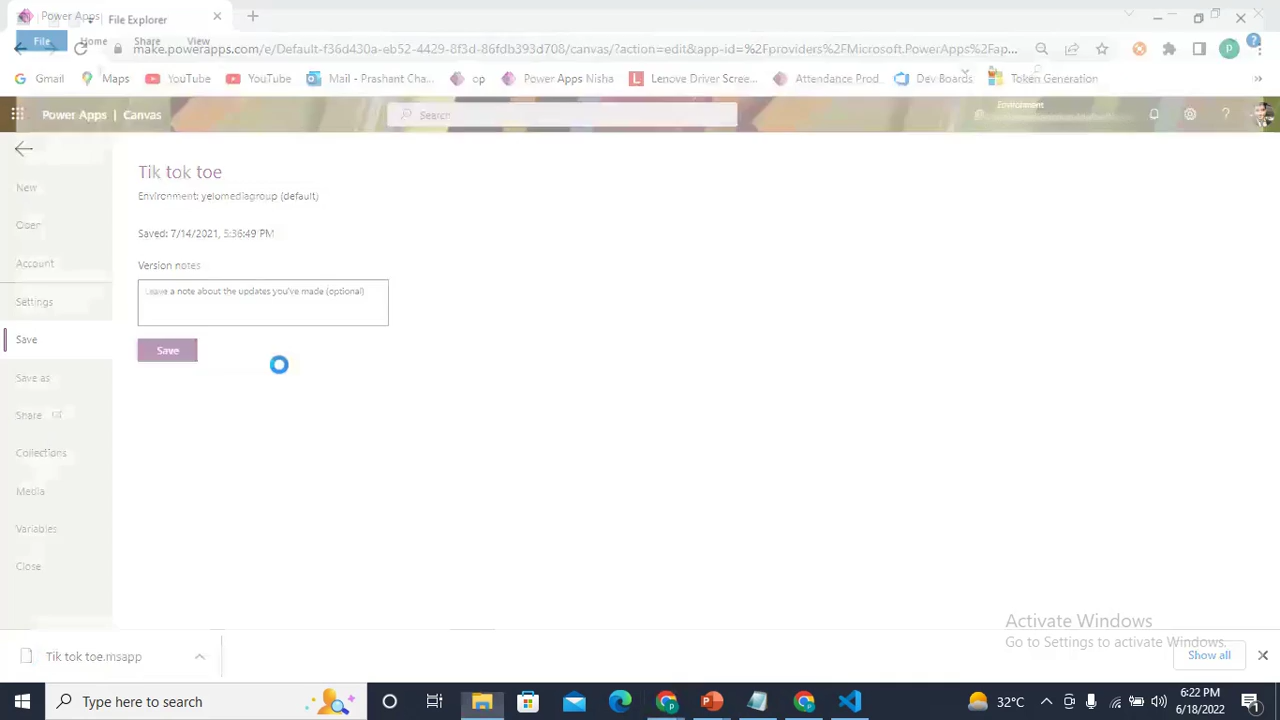 Power Apps
File Explorer
File
Home
Share
View
make.powerapps.com/e/Default-f36d430a-eb52-4429-8f3d-96fdb393d708/canvas/?action=edit&app-id=%2Fproviders%2FMicrosoft.PowerApps%2Fap...
P
Gmail
Maps
YouTube
YouTube
Mail - Prashant Cha...
op
Power Apps Nisha
Lenove Driver Scree...
Attendance Prod...
Dev Boards
Token Generation
»
Power Apps | Canvas
Search
Environment
?
New
Open
Account
Settings
Save
Save as
Share
Collections
Media
Variables
Close
Tik tok toe
Environment: yelomediagroup (default)
Saved: 7/14/2021, 5:36:49 PM
Version notes
Leave a note about the updates you've made (optional)
Save
Activate Windows
Go to Settings to activate Windows.
Tik tok toe.msapp
Show all
Type here to search
32°C
6:22 PM
6/18/2022
1